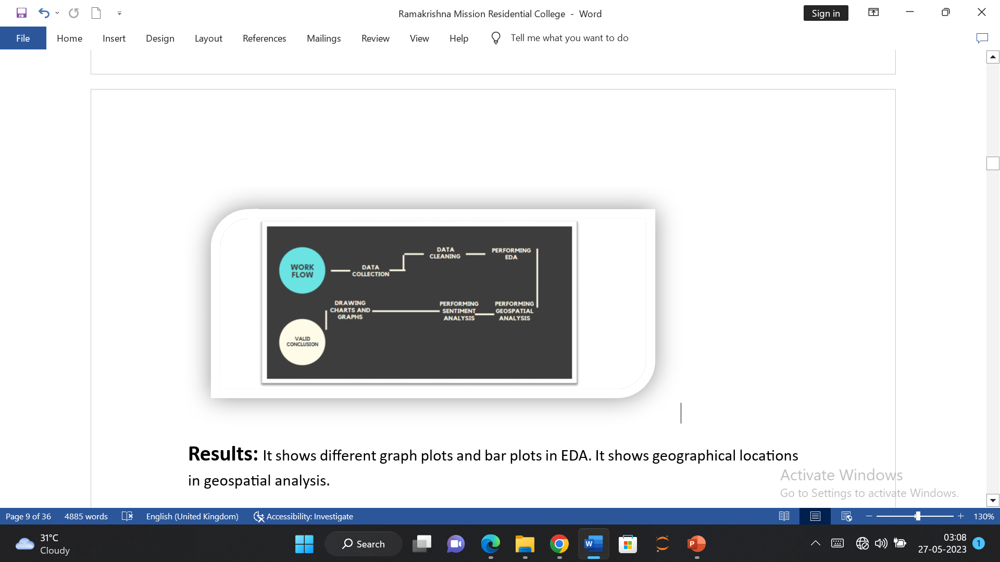 Ramakrishna Mission Residential College - Word
Sign in
File Home Insert Design Layout References Mailings Review View Help Tell me what you want to do
WORK
FLOW
DATA
COLLECTION
DATA
CLEANING
PERFORMING
EDA
PERFORMING
GEOSPATIAL
ANALYSIS
PERFORMING
SENTIMENT
ANALYSIS
DRAWING
CHARTS AND
GRAPHS
VALID
CONCLUSION
Results: It shows different graph plots and bar plots in EDA. It shows geographical locations
in geospatial analysis.
Activate Windows
Go to Settings to activate Windows.
Page 9 of 36 4885 words English (United Kingdom) Accessibility: Investigate 130%
31°C
Cloudy
Search
W
P
03:08
27-05-2023
1